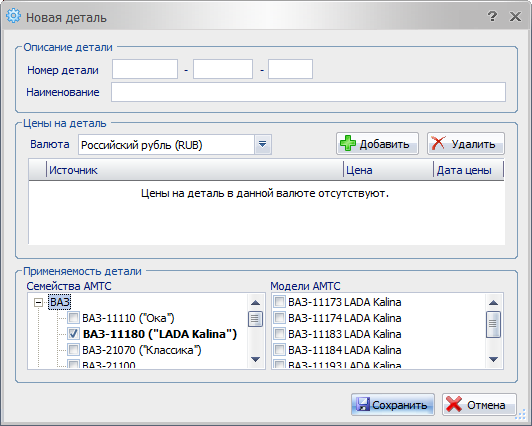 Новая деталь ?
Описание детали
Номер детали - -
Наименование
Цены на деталь
Валюта Российский рубль (RUB) Добавить Удалить
Источник Цена Дата цены
Цены на деталь в данной валюте отсутствуют.
Применяемость детали
Семейства АМТС
ВАЗ
ВАЗ-11110 ("Ока")
ВАЗ-11180 ("LADA Kalina")
ВАЗ-21070 ("Классика")
ВАЗ-21100
Модели АМТС
ВАЗ-11173 LADA Kalina
ВАЗ-11174 LADA Kalina
ВАЗ-11183 LADA Kalina
ВАЗ-11184 LADA Kalina
ВАЗ-11193 LADA Kalina
Сохранить Отмена